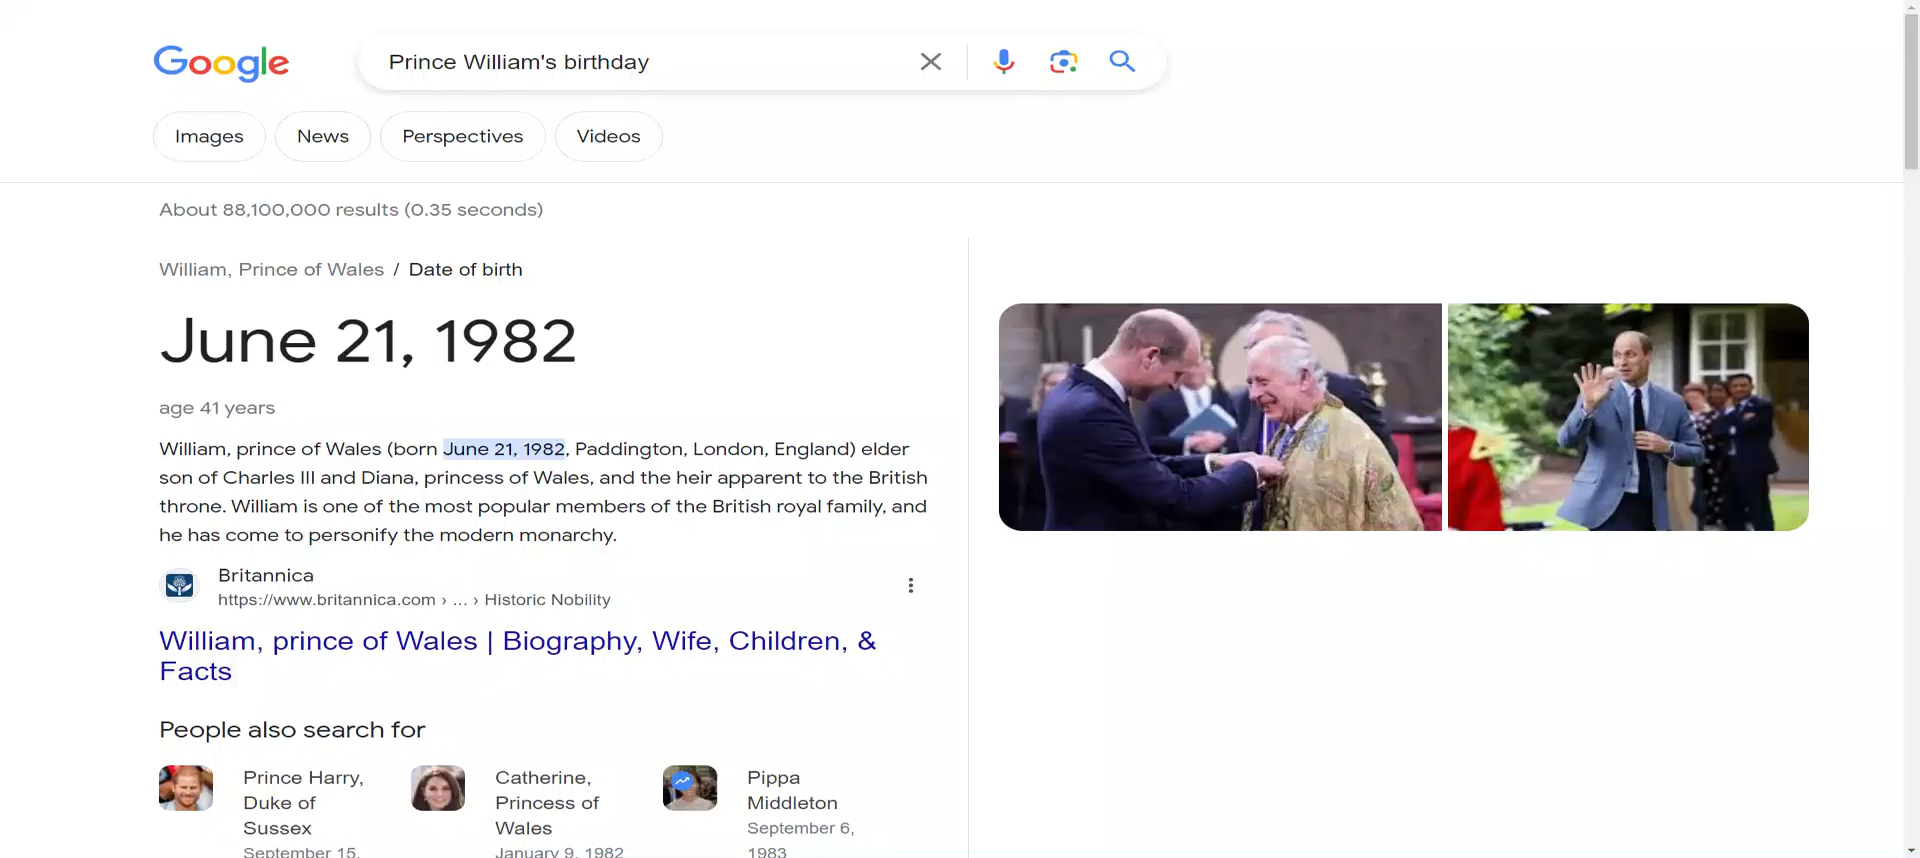 Google
Prince William's birthday
Images
News
Perspectives
Videos
About 88,100,000 results (0.35 seconds)
William, Prince of Wales / Date of birth
June 21, 1982
age 41 years
William, prince of Wales (born June 21, 1982, Paddington, London, England) elder
son of Charles III and Diana, princess of Wales, and the heir apparent to the British
throne. William is one of the most popular members of the British royal family, and
he has come to personify the modern monarchy.
Britannica
https://www.britannica.com › ... › Historic Nobility
William, prince of Wales | Biography, Wife, Children, &
Facts
People also search for
Prince Harry,
Duke of
Sussex
September 15,
Catherine,
Princess of
Wales
January 9, 1982
Pippa
Middleton
September 6,
1983